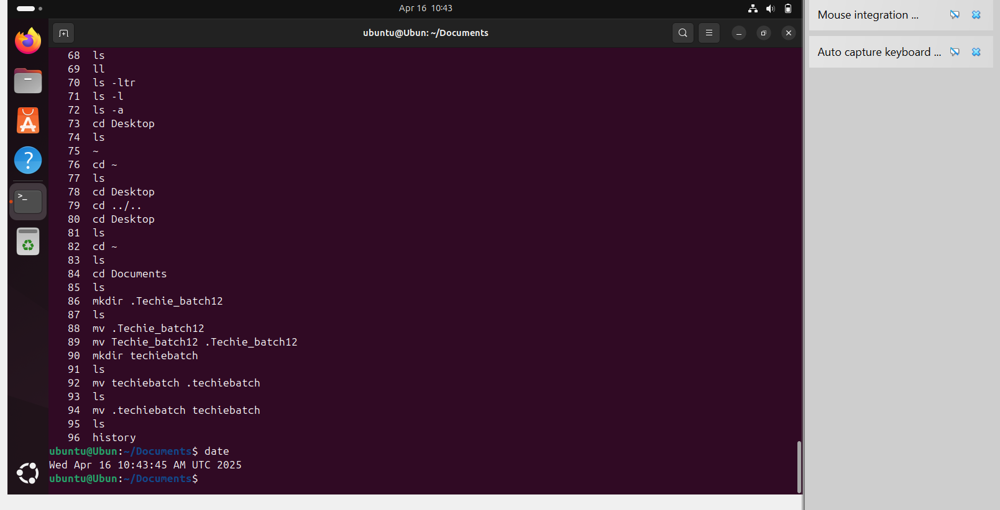 Apr 16 10:43
ubuntu@Ubun: ~/Documents
68 ls
69 ll
70 ls -ltr
71 ls -l
72 ls -a
73 cd Desktop
74 ls
75 ~
76 cd ~
77 ls
78 cd Desktop
79 cd ../..
80 cd Desktop
81 ls
82 cd ~
83 ls
84 cd Documents
85 ls
86 mkdir .Techie_batch12
87 ls
88 mv .Techie_batch12
89 mv Techie_batch12 .Techie_batch12
90 mkdir techiebatch
91 ls
92 mv techiebatch .techiebatch
93 ls
94 mv .techiebatch techiebatch
95 ls
96 history
ubuntu@Ubun:~/Documents$ date
Wed Apr 16 10:43:45 AM UTC 2025
ubuntu@Ubun:~/Documents$
Mouse integration ...
Auto capture keyboard ...